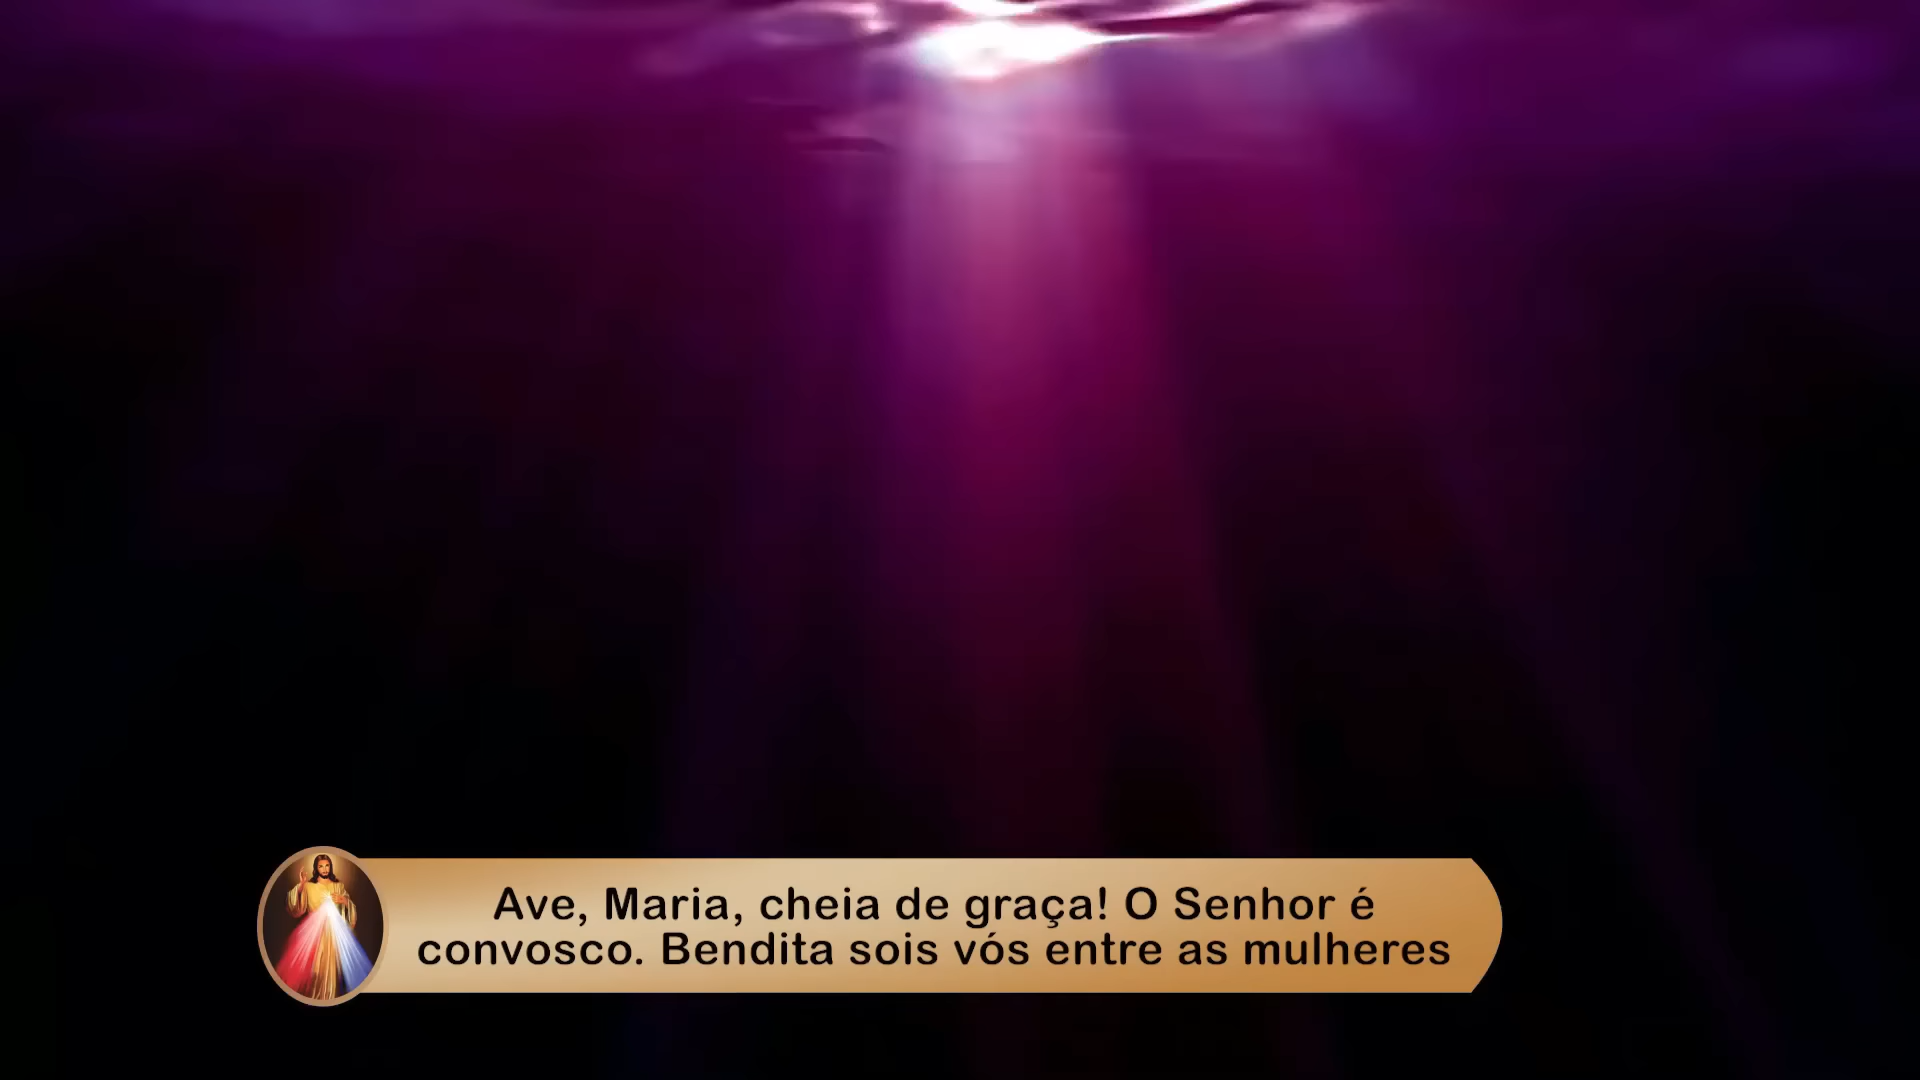 Ave, Maria, cheia de graça! O Senhor é
convosco. Bendita sois vós entre as mulheres